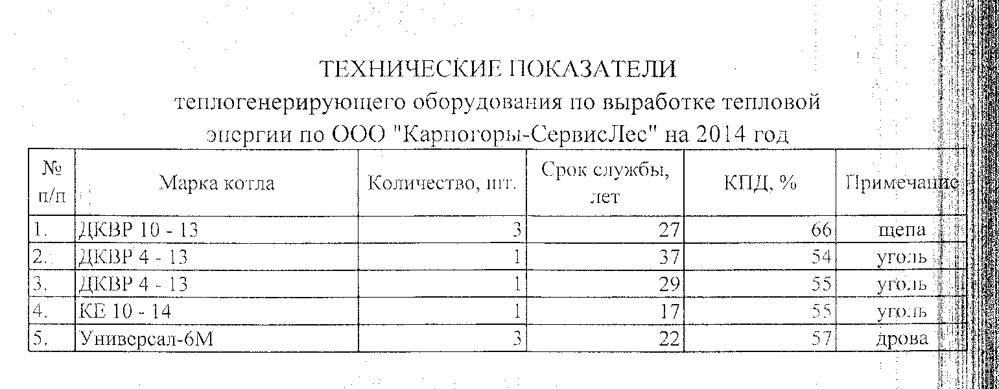 ТЕХНИЧЕСКИЕ ПОКАЗАТЕЛИ
теплогенерирующего оборудования по выработке тепловой
энергии по ООО "Карпогоры-СервисЛес" на 2014 год
№ п/п Марка котла Количество, шт. Срок службы, лет КПД, % Примечание
1. ДКВР 10 - 13 3 27 66 щепа
2. ДКВР 4 - 13 1 37 54 уголь
3. ДКВР 4 - 13 1 29 55 уголь
4. КЕ 10 - 14 1 17 55 уголь
5. Универсал-6М 3 22 57 дрова